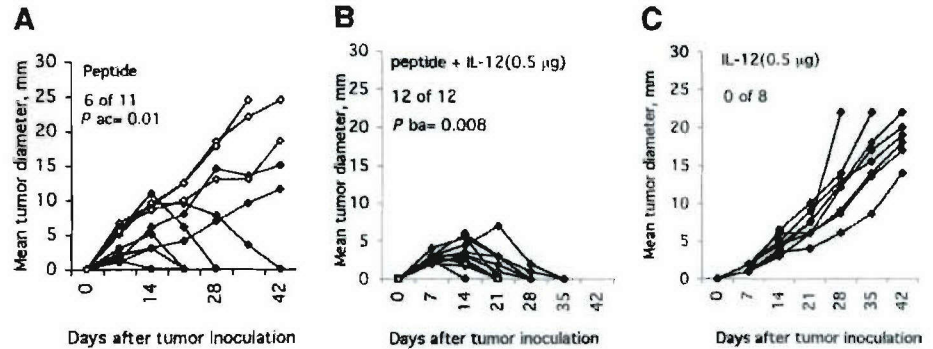 A
Mean tumor diameter, mm
30
25
20
15
10
5
0
Peptide
6 of 11
P ac= 0.01
0
14
28
42
Days after tumor Inoculation
B
Mean tumor diameter, mm
30
25
20
15
10
5
0
peptide + IL-12(0.5 μg)
12 of 12
P ba= 0.008
0
7
14
21
28
35
42
Days after tumor inoculation
C
Mean tumor diameter, mm
30
25
20
15
10
5
0
IL-12(0.5 μg)
0 of 8
0
7
14
21
28
35
42
Days after tumor inoculation